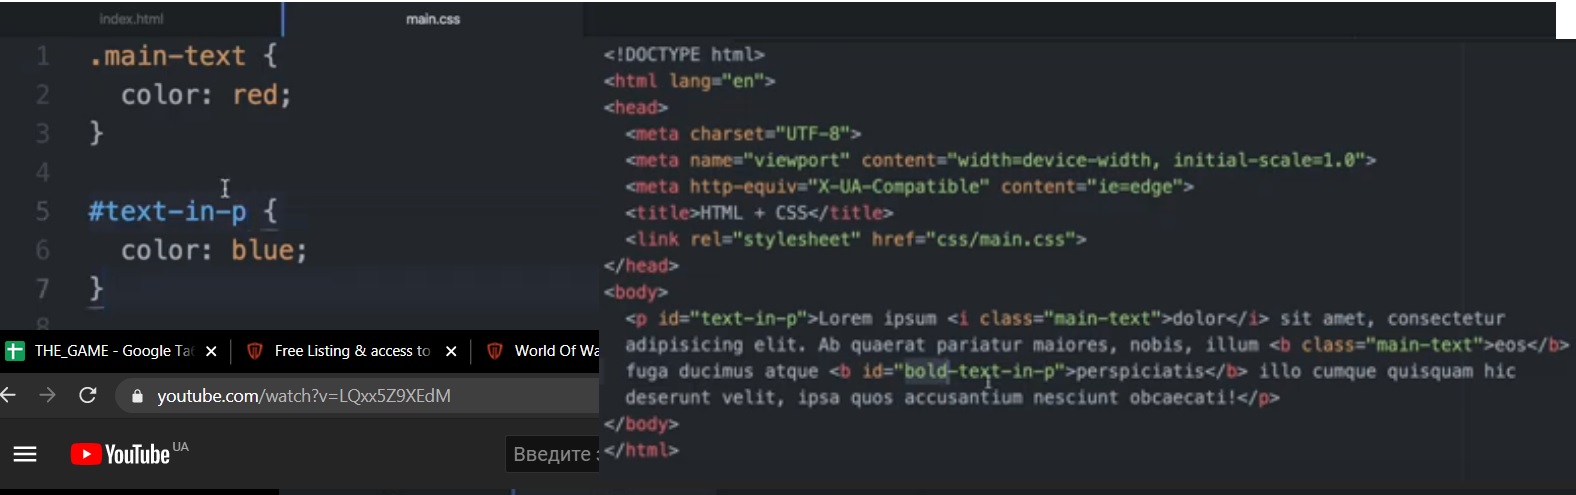 index.html
main.css
1 .main-text {
2 color: red;
3 }
4
5 #text-in-p {
6 color: blue;
7 }
8
THE_GAME - Google Ta
Free Listing & access to
World Of Wa
youtube.com/watch?v=LQxx5Z9XEdM
YouTube UA
Введите
<!DOCTYPE html>
<html lang="en">
<head>
<meta charset="UTF-8">
<meta name="viewport" content="width=device-width, initial-scale=1.0">
<meta http-equiv="X-UA-Compatible" content="ie=edge">
<title>HTML + CSS</title>
<link rel="stylesheet" href="css/main.css">
</head>
<body>
<p id="text-in-p">Lorem ipsum <i class="main-text">dolor</i> sit amet, consectetur
adipisicing elit. Ab quaerat pariatur maiores, nobis, illum <b class="main-text">eos</b>
fuga ducimus atque <b id="bold-text-in-p">perspiciatis</b> illo cumque quisquam hic
deserunt velit, ipsa quos accusantium nesciunt obcaecati!</p>
</body>
</html>